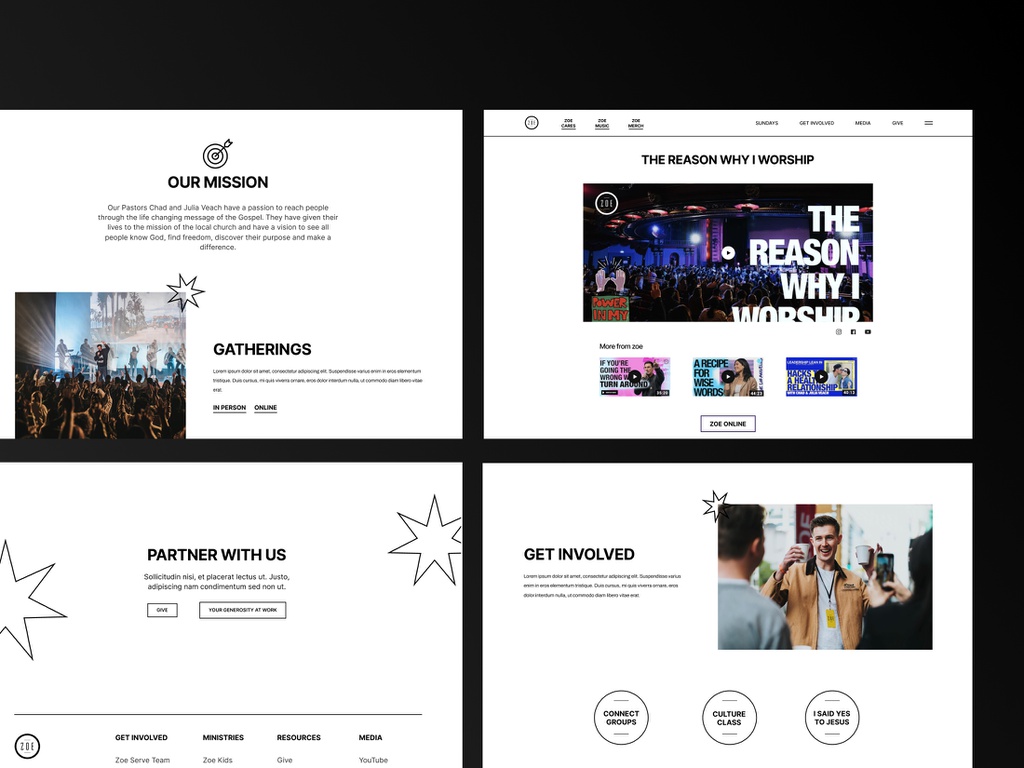 OUR MISSION
Our Pastors Chad and Julia Veach have a passion to reach people
through the life changing message of the Gospel. They have given their
lives to the mission of the local church and have a vision to see all
people know God, find freedom, discover their purpose and make a
difference.
GATHERINGS
Lorem ipsum dolor sit amet, consectetur adipiscing elit. Suspendisse varius
enim in eros elementum tristique. Duis cursus, mi quis viverra ornare, eros dolor interdum nulla, ut commodo diam libero vitae
erat.
IN PERSON ONLINE
ZOE
ZOE CARES
ZOE MUSIC
ZOE MERCH
SUNDAYS GET INVOLVED MEDIA GIVE
THE REASON WHY I WORSHIP
ZOE
THE
REASON
WHY I
WORSHIP
POWER
IN MY
More from zoe
IF YOU'RE
GOING THE
WRONG WAY
TURN AROUND
35:39
A RECIPE
FOR
WISE
WORDS
44:23
LEADERSHIP LEAN IN
HACKS
A HEALTHY
RELATIONSHIP
WITH CHAD & JULIA VEACH
40:13
ZOE ONLINE
PARTNER WITH US
Sollicitudin nisi, et placerat lectus ut. Justo,
adipiscing nam condimentum sed non ut.
GIVE YOUR GENEROSITY AT WORK
ZOE
GET INVOLVED MINISTRIES RESOURCES MEDIA
Zoe Serve Team Zoe Kids Give YouTube
GET INVOLVED
Lorem ipsum dolor sit amet, consectetur adipiscing elit. Suspendisse varius
enim in eros elementum tristique. Duis cursus, mi quis viverra ornare, eros
dolor interdum nulla, ut commodo diam libero vitae erat.
CONNECT
GROUPS
CULTURE
CLASS
I SAID YES
TO JESUS